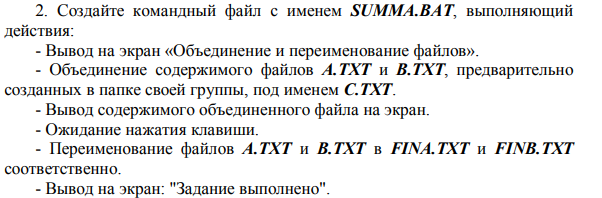 2. Создайте командный файл с именем SUMMA.BAT, выполняющий
действия:
- Вывод на экран «Объединение и переименование файлов».
- Объединение содержимого файлов A.TXT и B.TXT, предварительно
созданных в папке своей группы, под именем C.TXT.
- Вывод содержимого объединенного файла на экран.
- Ожидание нажатия клавиши.
- Переименование файлов A.TXT и B.TXT в FINA.TXT и FINB.TXT
соответственно.
- Вывод на экран: "Задание выполнено".